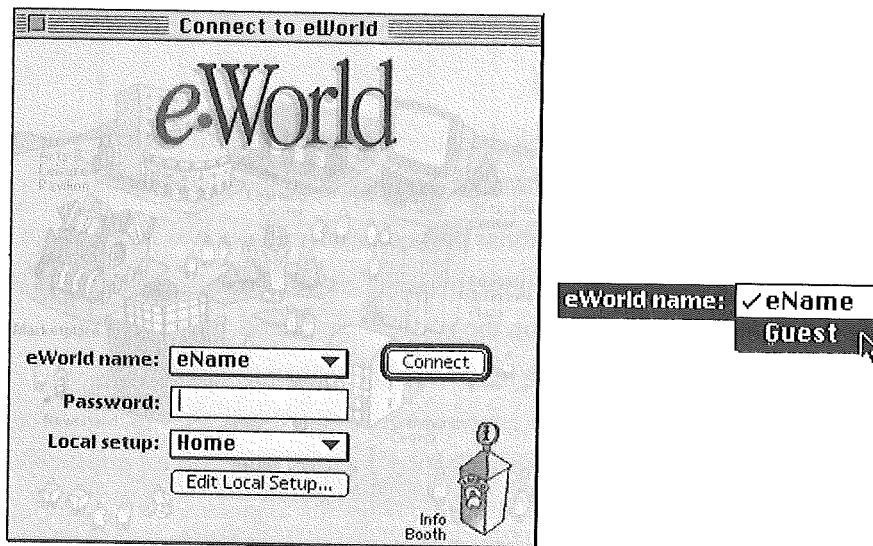 Connect to eWorld
e•World
eWorld name: eName
Connect
Password:
Local setup: Home
Edit Local Setup...
Info
Booth
eWorld name: ✓ eName
Guest